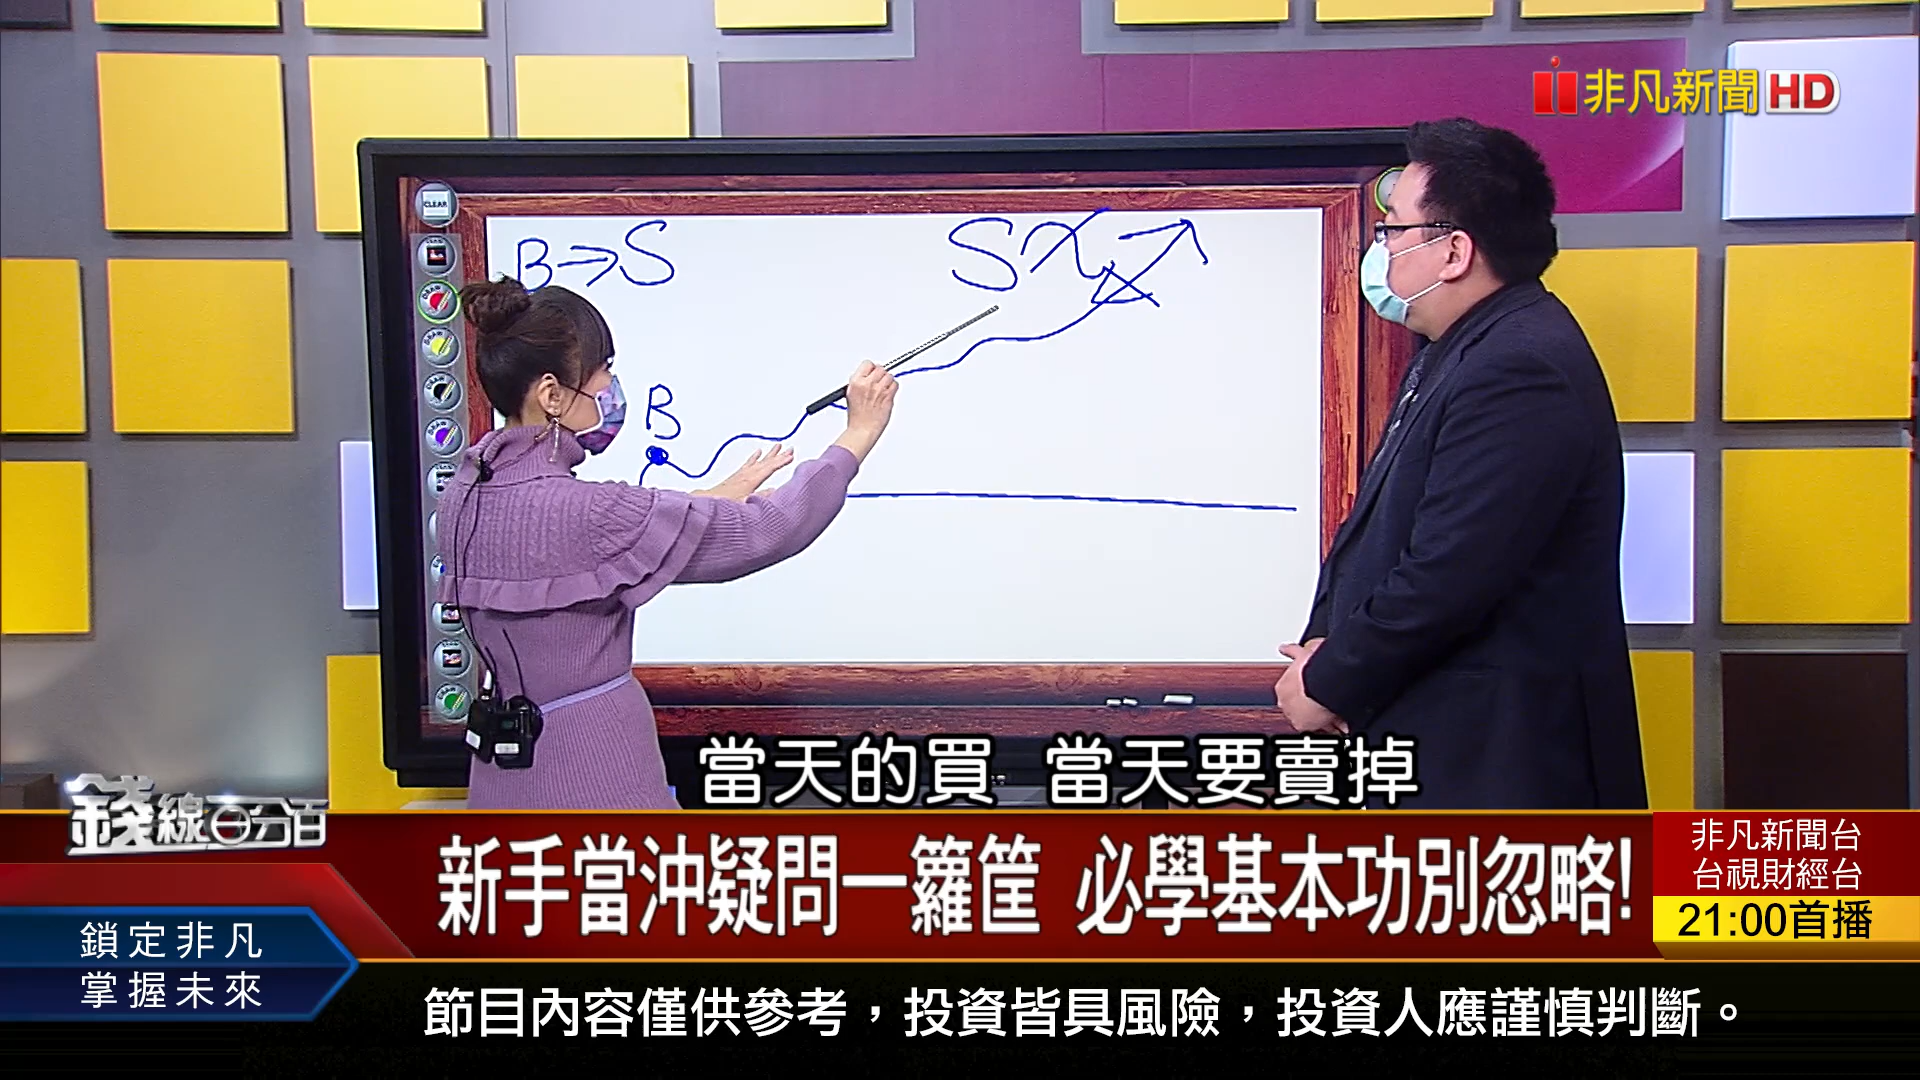 非凡新聞HD
CLEAR
B→S
S
B
當天的買 當天要賣掉
錢線百分百
新手當沖疑問一籮筐 必學基本功別忽略!
非凡新聞台
台視財經台
21:00首播
鎖定非凡
掌握未來
節目內容僅供參考，投資皆具風險，投資人應謹慎判斷。